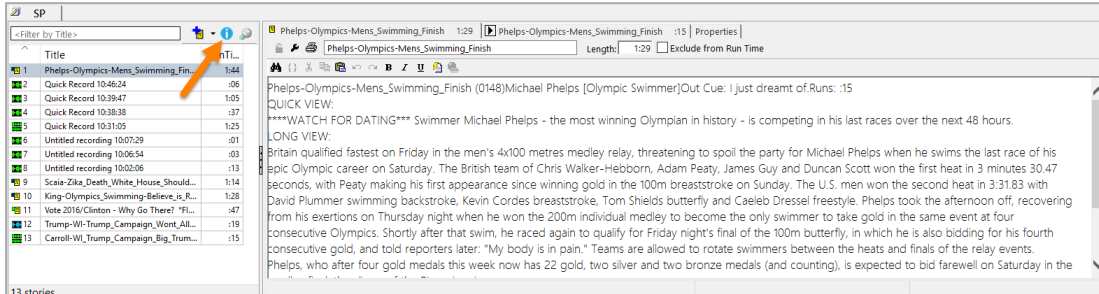 SP
<Filter by Title>
Title
nTi...
1 Phelps-Olympics-Mens_Swimming_Fin... 1:44
2 Quick Record 10:46:24 :06
3 Quick Record 10:39:47 1:05
4 Quick Record 10:38:38 :37
5 Quick Record 10:31:05 1:25
6 Untitled recording 10:07:29 :01
7 Untitled recording 10:06:54 :03
8 Untitled recording 10:02:06 :13
9 Scaia-Zika_Death_White_House_Should... 1:14
10 King-Olympics_Swimming-Believe_is_R... 1:28
11 Vote 2016/Clinton - Why Go There? *Fl... :47
12 Trump-WI-Trump_Campaign_Wont_All... :19
13 Carroll-WI_Trump_Campaign_Big_Trum... :15
13 stories
Phelps-Olympics-Mens_Swimming_Finish 1:29 Phelps-Olympics-Mens_Swimming_Finish :15 Properties
Phelps-Olympics-Mens_Swimming_Finish Length: 1:29 Exclude from Run Time
B I U
Phelps-Olympics-Mens_Swimming_Finish (0148)Michael Phelps [Olympic Swimmer]Out Cue: I just dreamt of.Runs: :15
QUICK VIEW:
****WATCH FOR DATING*** Swimmer Michael Phelps - the most winning Olympian in history - is competing in his last races over the next 48 hours.
LONG VIEW:
Britain qualified fastest on Friday in the men's 4x100 metres medley relay, threatening to spoil the party for Michael Phelps when he swims the last race of his
epic Olympic career on Saturday. The British team of Chris Walker-Hebborn, Adam Peaty, James Guy and Duncan Scott won the first heat in 3 minutes 30.47
seconds, with Peaty making his first appearance since winning gold in the 100m breaststroke on Sunday. The U.S. men won the second heat in 3:31.83 with
David Plummer swimming backstroke, Kevin Cordes breaststroke, Tom Shields butterfly and Caeleb Dressel freestyle. Phelps took the afternoon off, recovering
from his exertions on Thursday night when he won the 200m individual medley to become the only swimmer to take gold in the same event at four
consecutive Olympics. Shortly after that swim, he raced again to qualify for Friday night's final of the 100m butterfly, in which he is also bidding for his fourth
consecutive gold, and told reporters later: "My body is in pain." Teams are allowed to rotate swimmers between the heats and finals of the relay events.
Phelps, who after four gold medals this week now has 22 gold, two silver and two bronze medals (and counting), is expected to bid farewell on Saturday in the